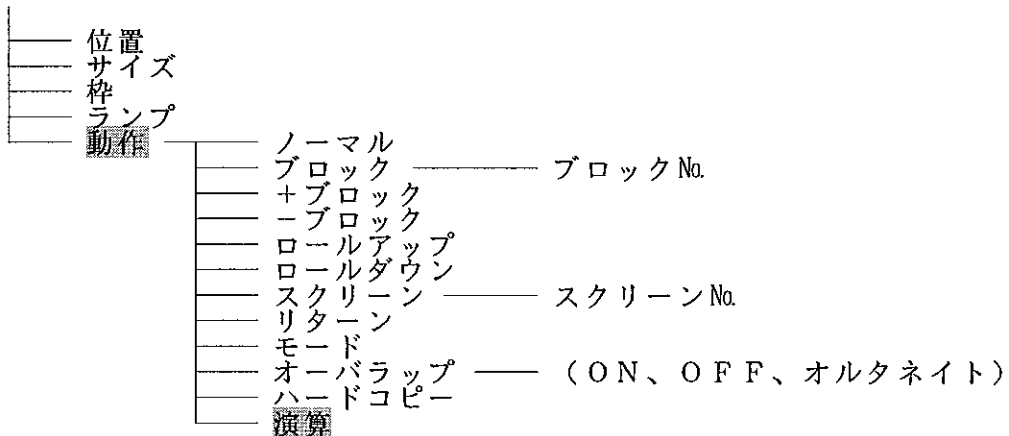 位置
サイズ
枠
ランプ
動作
ノーマル
ブロック ブロック№
+ブロック
-ブロック
ロールアップ
ロールダウン
スクリーン スクリーン№
リターン
モード
オーバラップ (ON、OFF、オルタネイト)
ハードコピー
演算